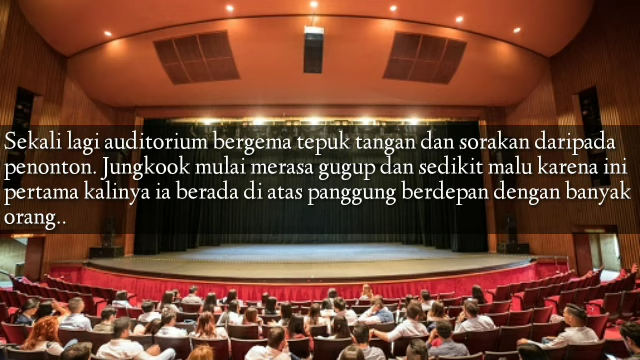 Sekali lagi auditorium bergema tepuk tangan dan sorakan daripada
penonton. Jungkook mulai merasa gugup dan sedikit malu karena ini
pertama kalinya ia berada di atas panggung berdepan dengan banyak
orang..